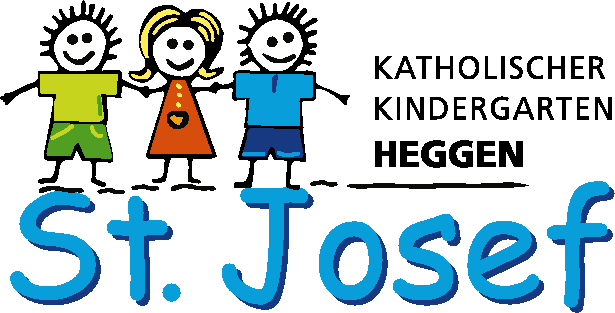 KATHOLISCHER
KINDERGARTEN
HEGGEN
St. Josef